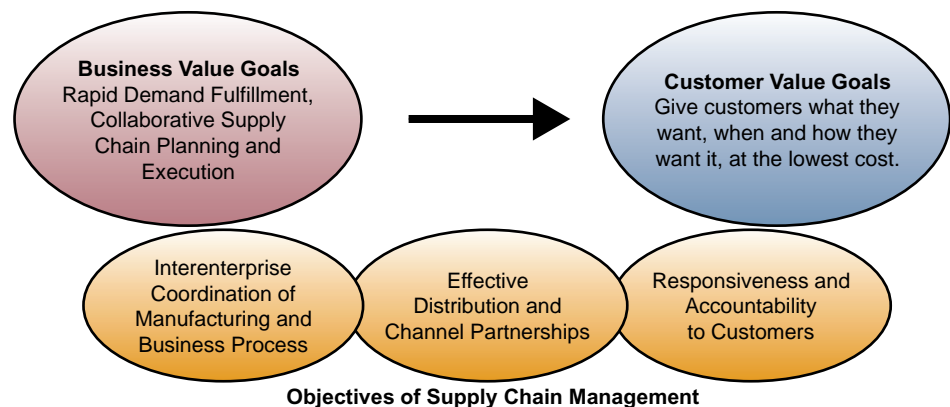 Business Value Goals
Rapid Demand Fulfillment,
Collaborative Supply
Chain Planning and
Execution
Customer Value Goals
Give customers what they
want, when and how they
want it, at the lowest cost.
Interenterprise
Coordination of
Manufacturing and
Business Process
Effective
Distribution and
Channel Partnerships
Responsiveness and
Accountability
to Customers
Objectives of Supply Chain Management